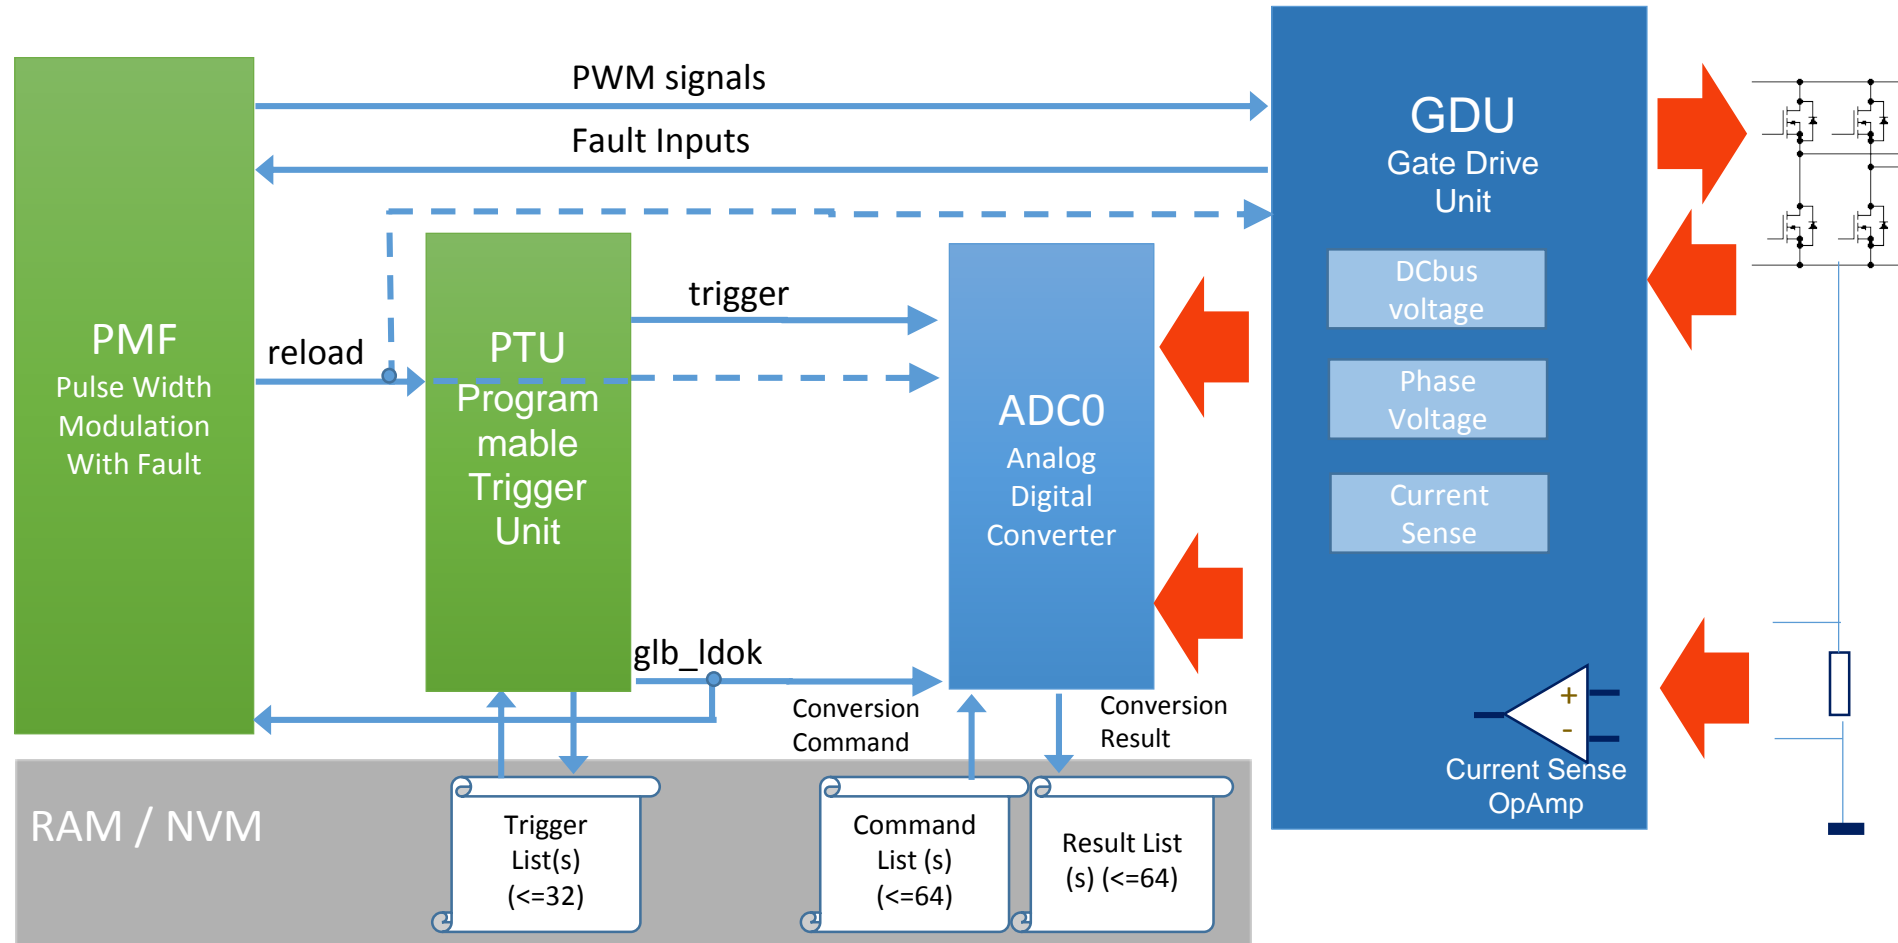 PWM signals
Fault Inputs
PMF
Pulse Width
Modulation
With Fault
reload
PTU
Program
mable
Trigger
Unit
trigger
glb_ldok
ADC0
Analog
Digital
Converter
GDU
Gate Drive
Unit
DCbus
voltage
Phase
Voltage
Current
Sense
+
-
Current Sense
OpAmp
Conversion
Command
Conversion
Result
RAM / NVM
Trigger
List(s)
(<=32)
Command
List (s)
(<=64)
Result List
(s) (<=64)